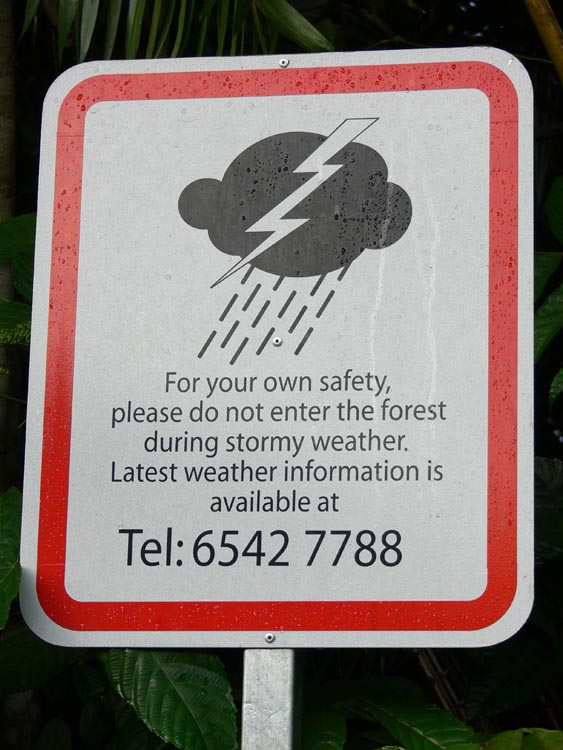 For your own safety,
please do not enter the forest
during stormy weather.
Latest weather information is
available at
Tel: 6542 7788